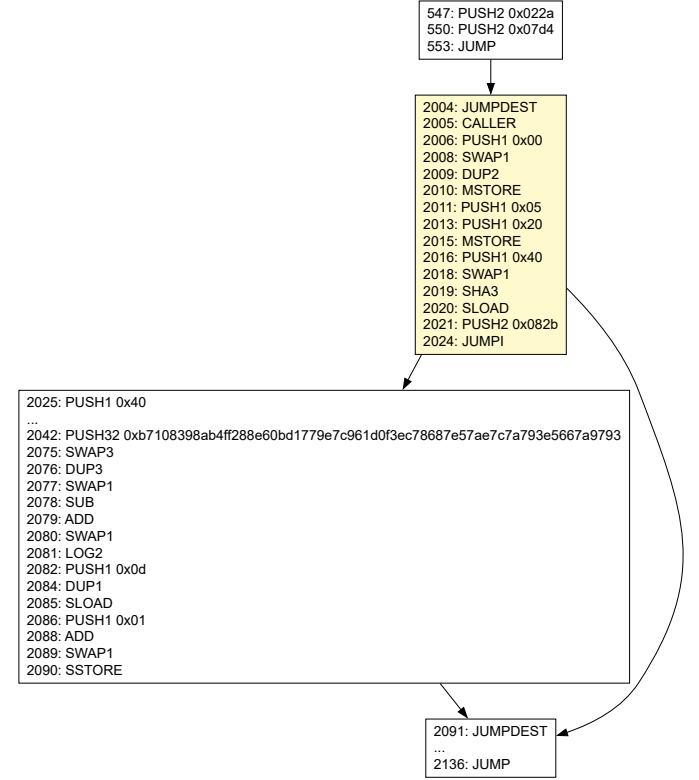 547: PUSH2 0x022a
550: PUSH2 0x07d4
553: JUMP
2004: JUMPDEST
2005: CALLER
2006: PUSH1 0x00
2008: SWAP1
2009: DUP2
2010: MSTORE
2011: PUSH1 0x05
2013: PUSH1 0x20
2015: MSTORE
2016: PUSH1 0x40
2018: SWAP1
2019: SHA3
2020: SLOAD
2021: PUSH2 0x082b
2024: JUMPI
2025: PUSH1 0x40
...
2042: PUSH32 0xb7108398ab4ff288e60bd1779e7c961d0f3ec78687e57ae7c7a793e5667a9793
2075: SWAP3
2076: DUP3
2077: SWAP1
2078: SUB
2079: ADD
2080: SWAP1
2081: LOG2
2082: PUSH1 0x0d
2084: DUP1
2085: SLOAD
2086: PUSH1 0x01
2088: ADD
2089: SWAP1
2090: SSTORE
2091: JUMPDEST
...
2136: JUMP